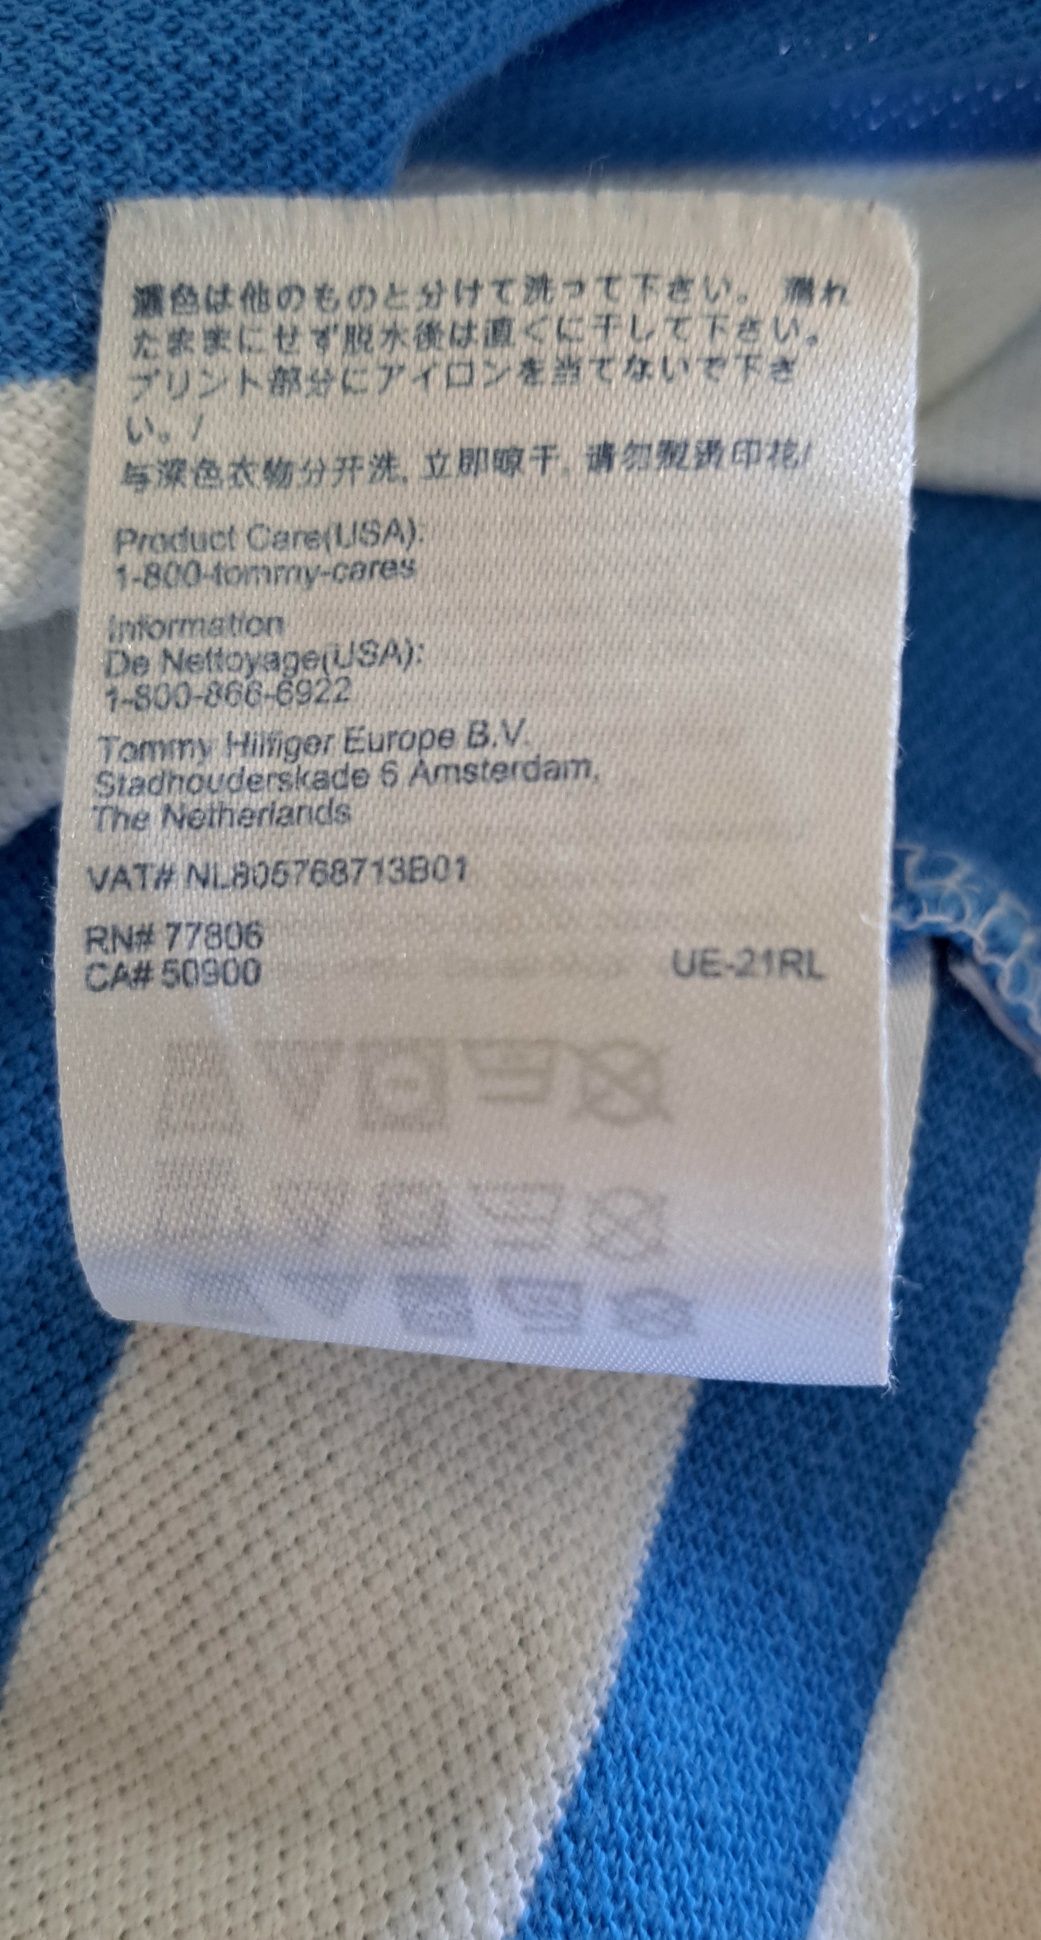 濃色は他のものと分けて洗って下さい。 濡れ
たままにせず脱水後は直ぐに干して下さい。
プリント部分にアイロンを当てないで下さ
い。/
与深色衣物分开洗, 立即晾干, 请勿熨烫印花/
Product Care(USA):
1-800-tommy-cares
Information
De Nettoyage(USA):
1-800-866-6922
Tommy Hilfiger Europe B.V.
Stadhouderskade 6 Amsterdam,
The Netherlands
VAT# NL805768713B01
RN# 77806
CA# 50900
UE-21RL